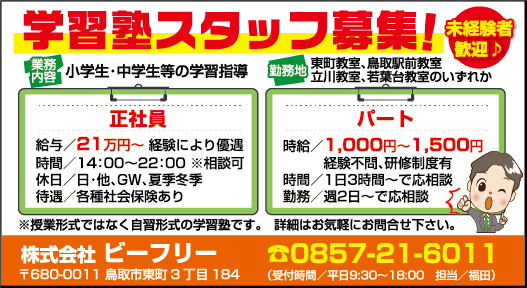 学習塾スタッフ募集!
未経験者
歓迎♪
業務
内容
小学生・中学生等の学習指導
勤務地
東町教室、鳥取駅前教室
立川教室、若葉台教室のいずれか
正社員
給与／21万円〜 経験により優遇
時間／14:00〜22:00 ※相談可
休日／日・他、GW、夏季冬季
待遇／各種社会保険あり
パート
時給／1,000円〜1,500円
経験不問、研修制度有
時間／1日3時間〜で応相談
勤務／週2日〜で応相談
※授業形式ではなく自習形式の学習塾です。 詳細はお気軽にお問合せ下さい。
株式会社 ビーフリー
〒680-0011 鳥取市東町3丁目184
☎0857-21-6011
（受付時間／平日9:30〜18:00　担当／福田）